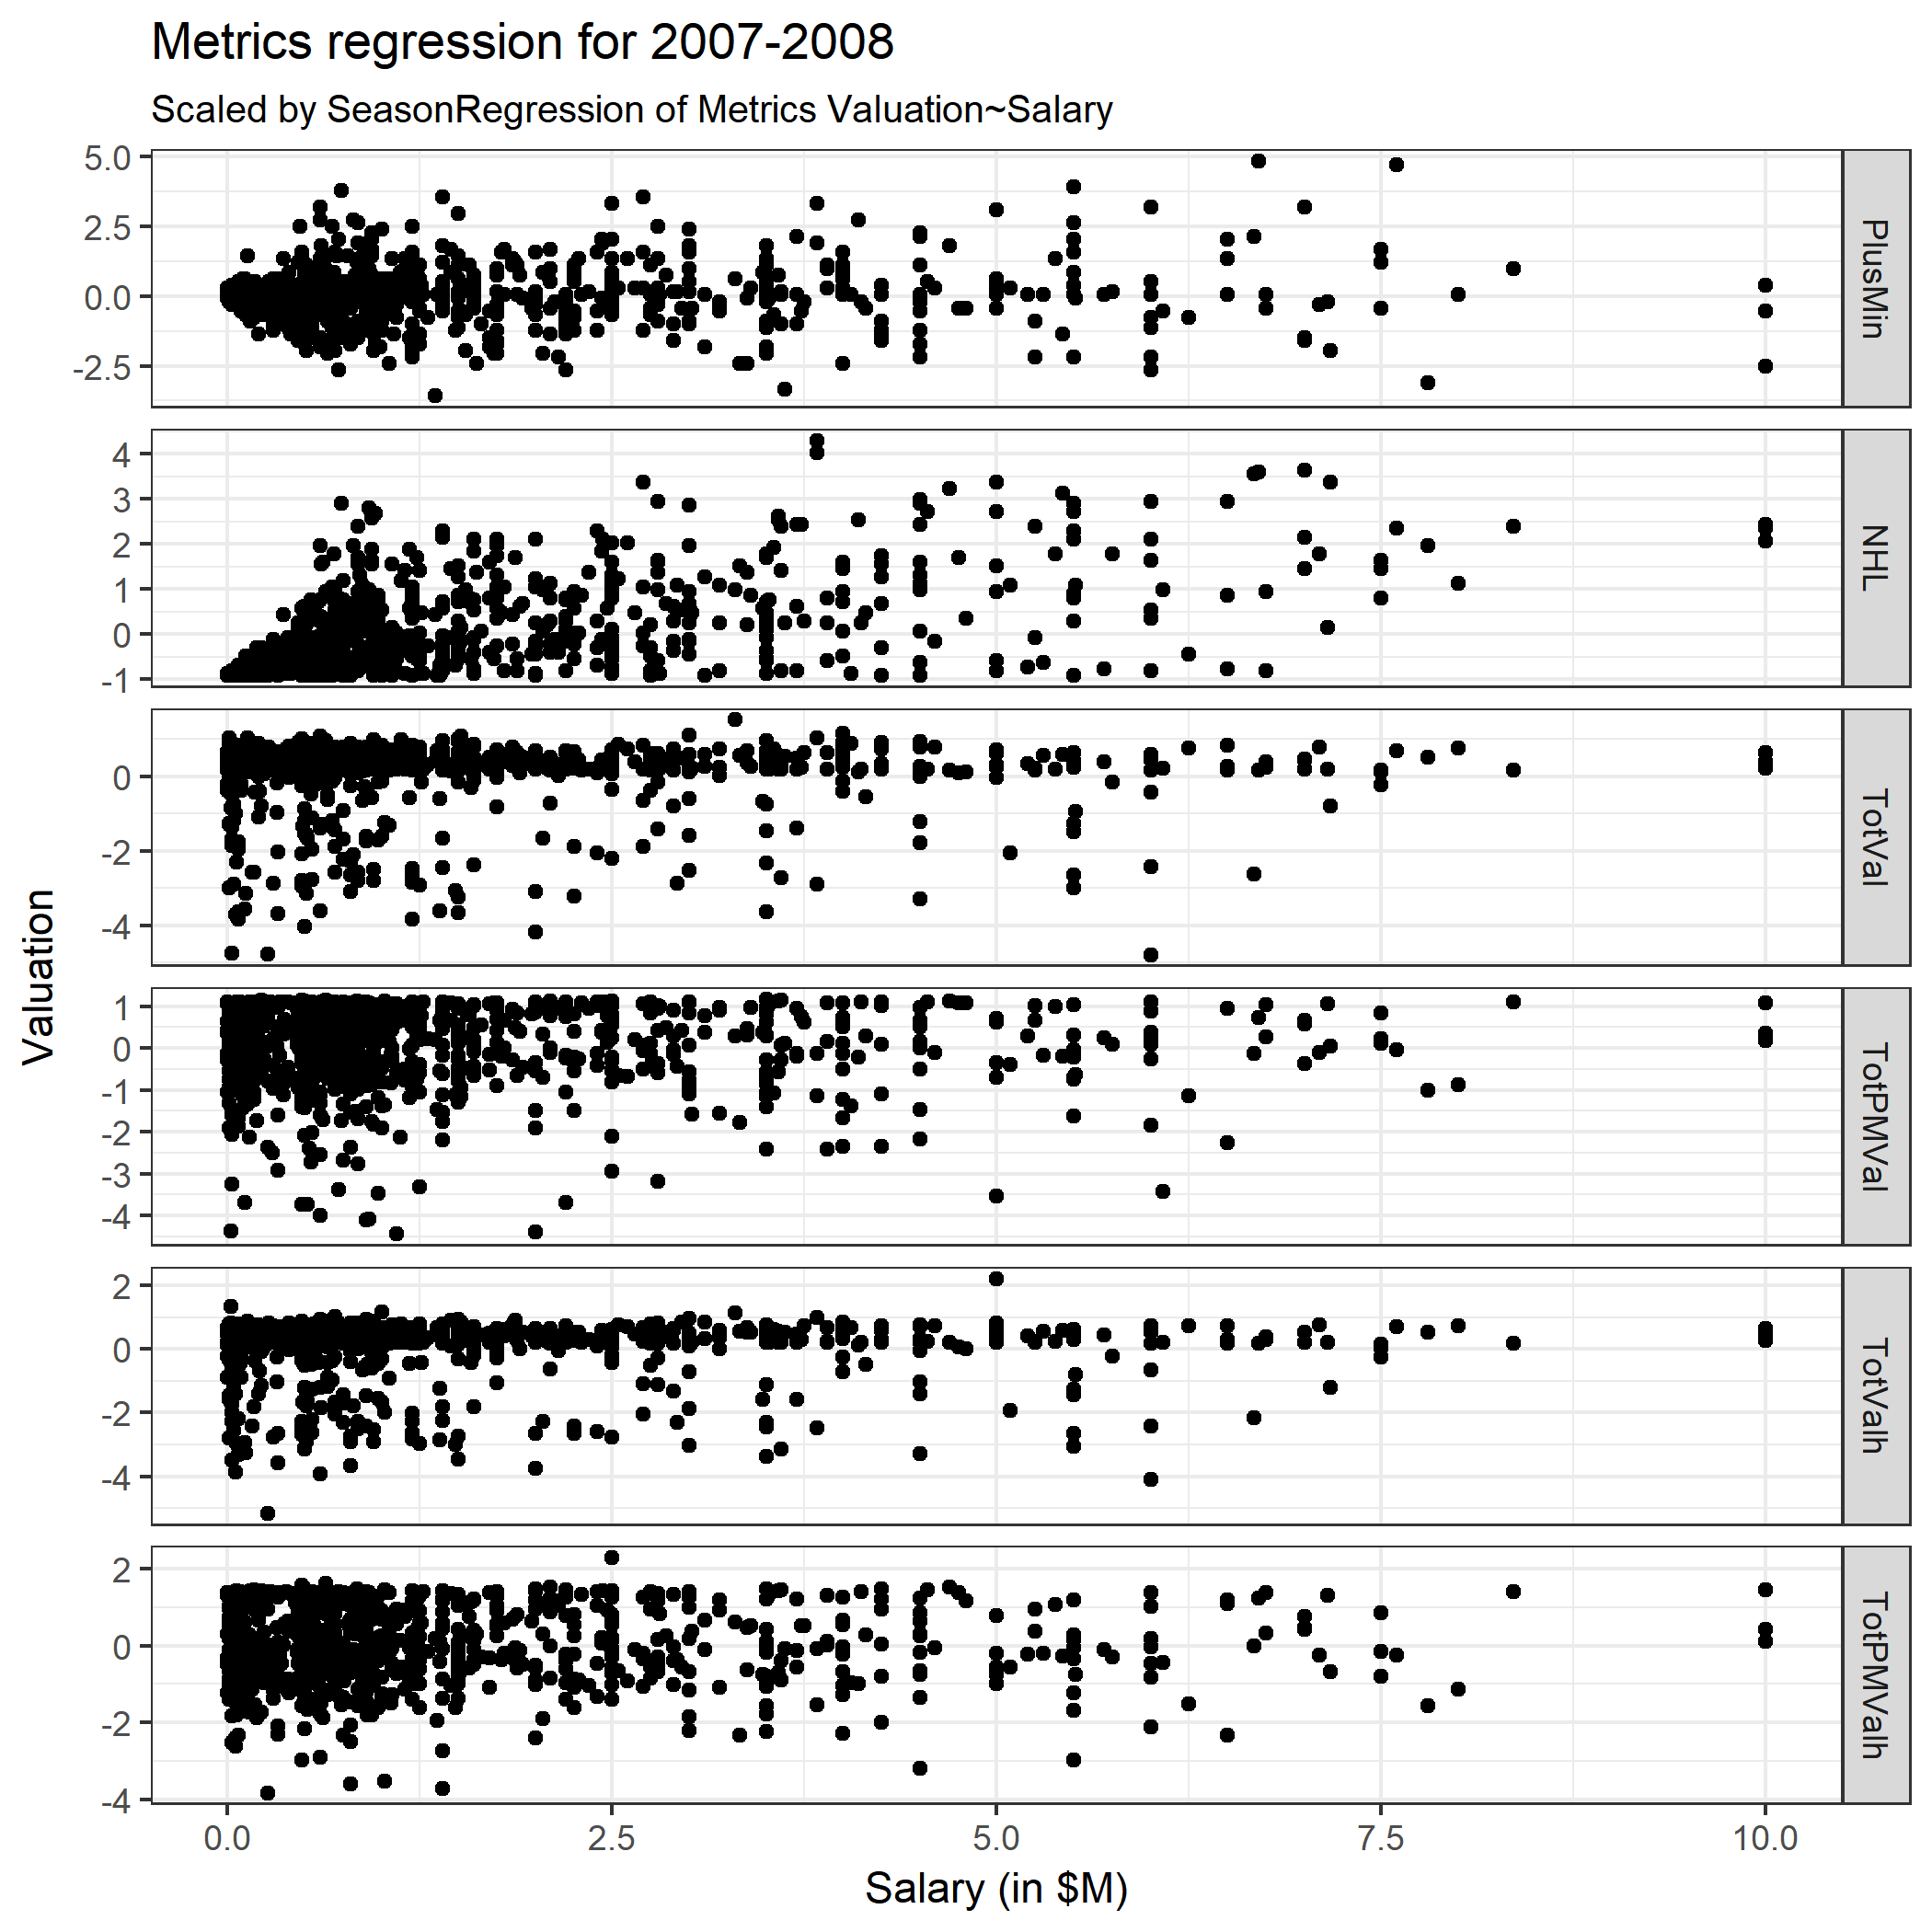 Metrics regression for 2007-2008
Scaled by SeasonRegression of Metrics Valuation~Salary
Valuation
5.0
2.5
0.0
-2.5
PlusMin
4
3
2
1
0
-1
NHL
0
-2
-4
TotVal
1
0
-1
-2
-3
-4
TotPMVal
2
0
-2
-4
TotValh
2
0
-2
-4
TotPMValh
0.0 2.5 5.0 7.5 10.0
Salary (in $M)